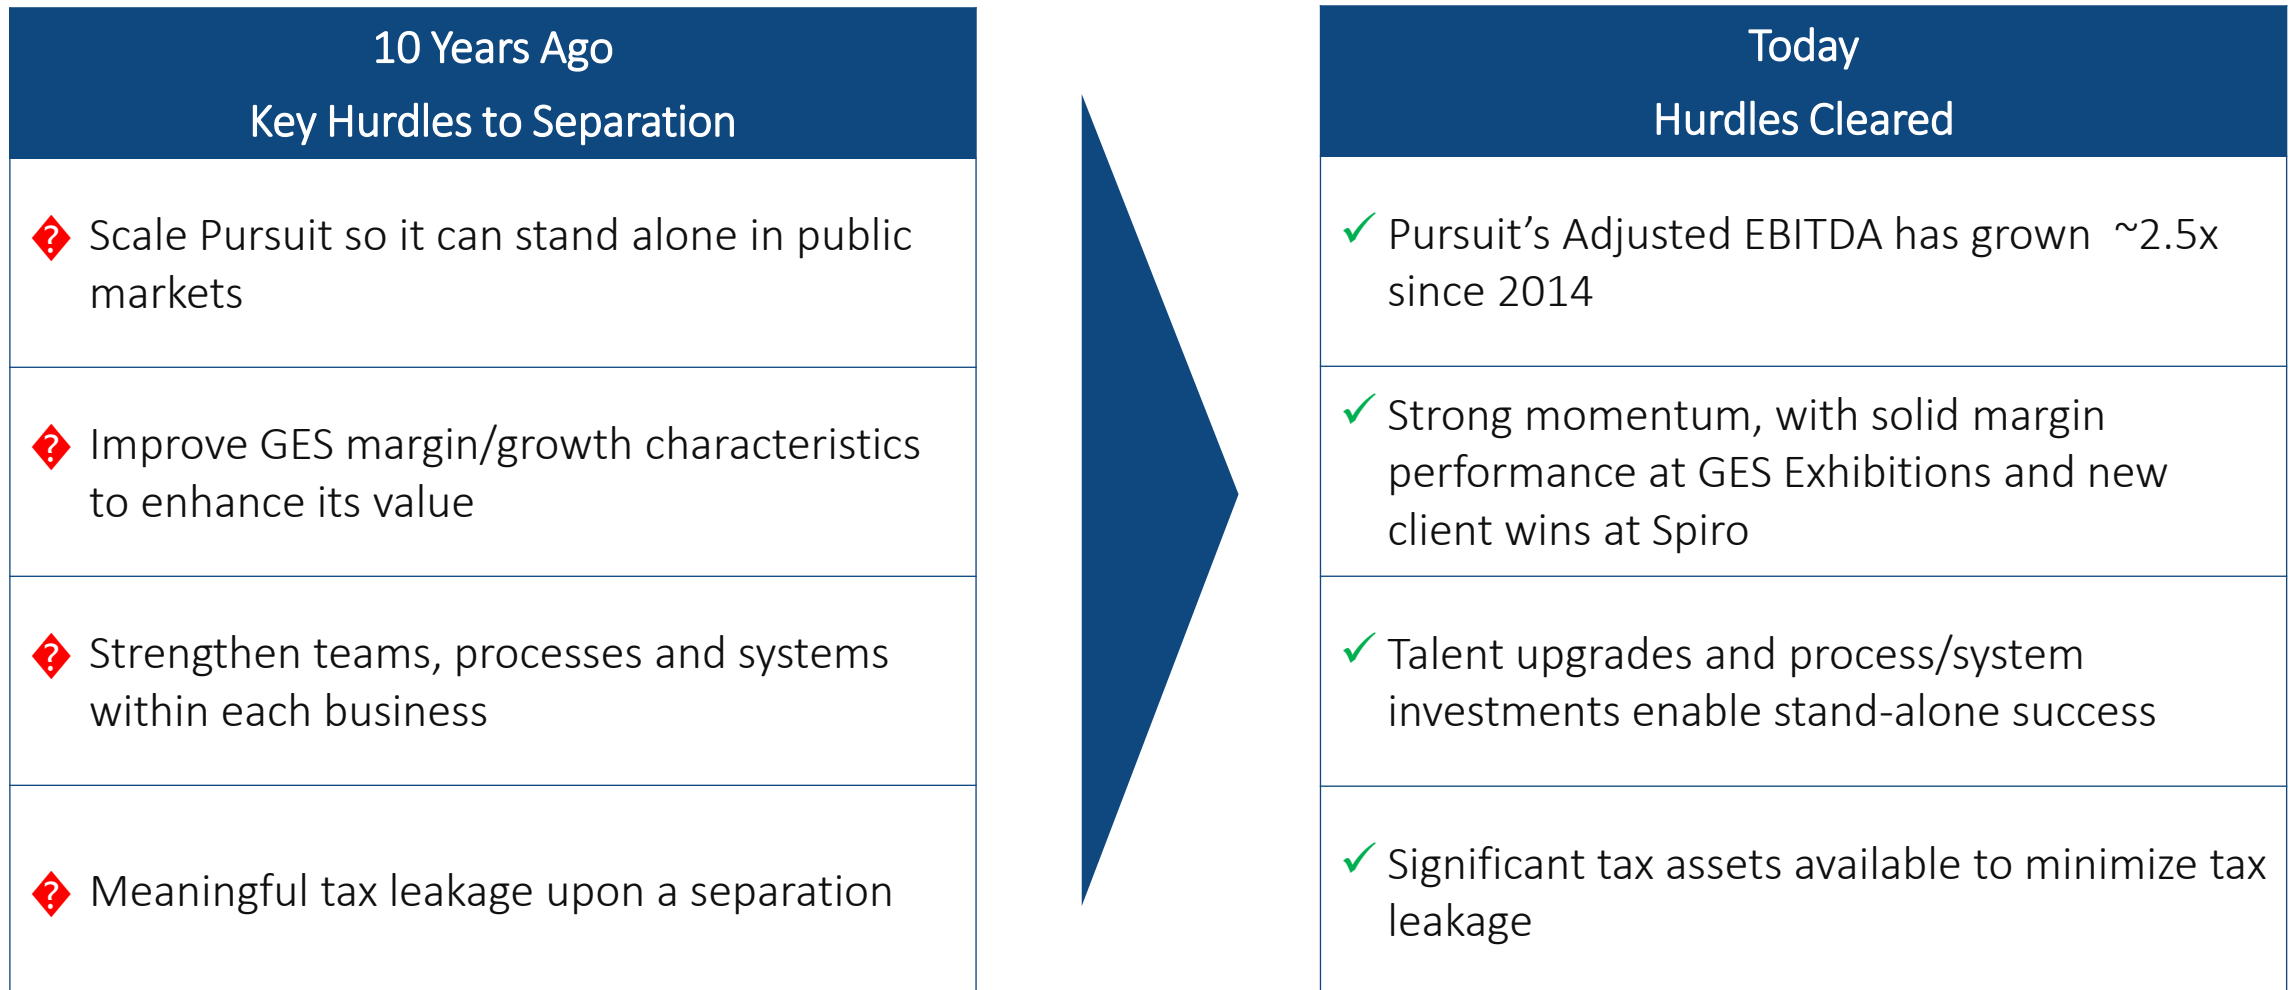 10 Years Ago
Key Hurdles to Separation
? Scale Pursuit so it can stand alone in public
markets
? Improve GES margin/growth characteristics
to enhance its value
? Strengthen teams, processes and systems
within each business
? Meaningful tax leakage upon a separation
Today
Hurdles Cleared
✓ Pursuit’s Adjusted EBITDA has grown ~2.5x
since 2014
✓ Strong momentum, with solid margin
performance at GES Exhibitions and new
client wins at Spiro
✓ Talent upgrades and process/system
investments enable stand-alone success
✓ Significant tax assets available to minimize tax
leakage